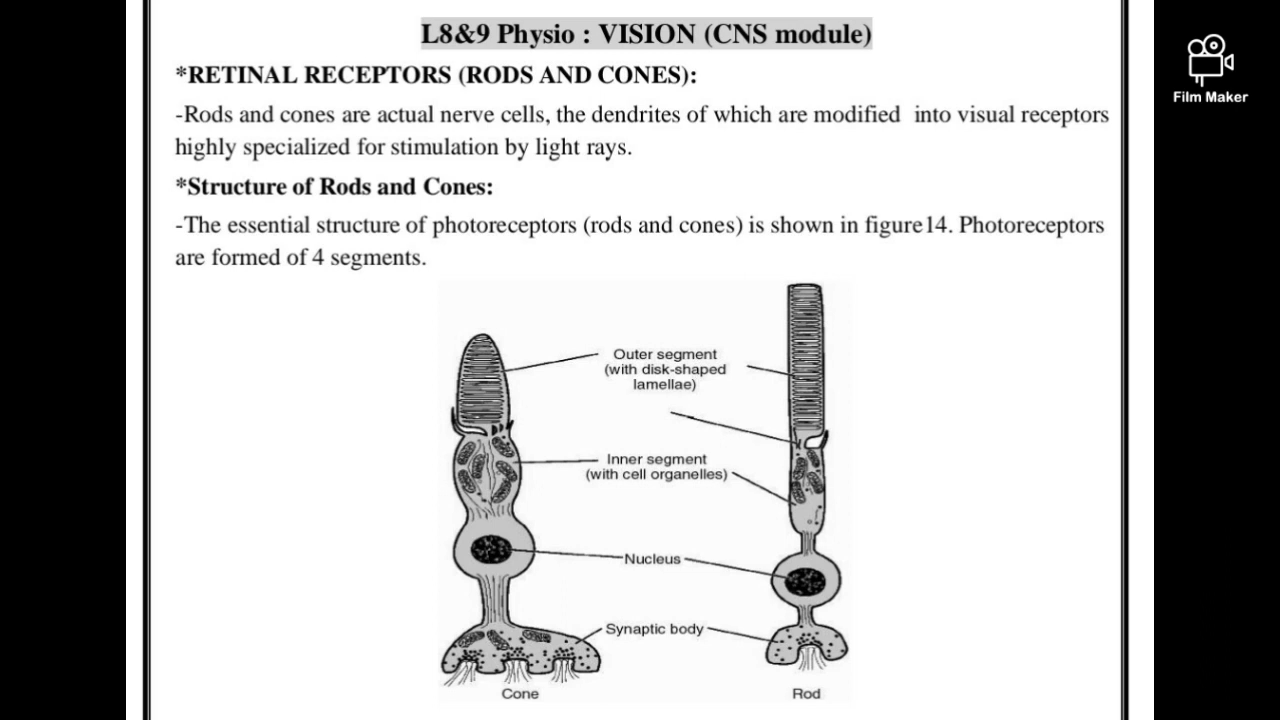 L8&9 Physio : VISION (CNS module)
*RETINAL RECEPTORS (RODS AND CONES):
-Rods and cones are actual nerve cells, the dendrites of which are modified into visual receptors
highly specialized for stimulation by light rays.
*Structure of Rods and Cones:
-The essential structure of photoreceptors (rods and cones) is shown in figure14. Photoreceptors
are formed of 4 segments.
Outer segment
(with disk-shaped
lamellae)
Inner segment
(with cell organelles)
Nucleus
Synaptic body
Cone
Rod
Film Maker